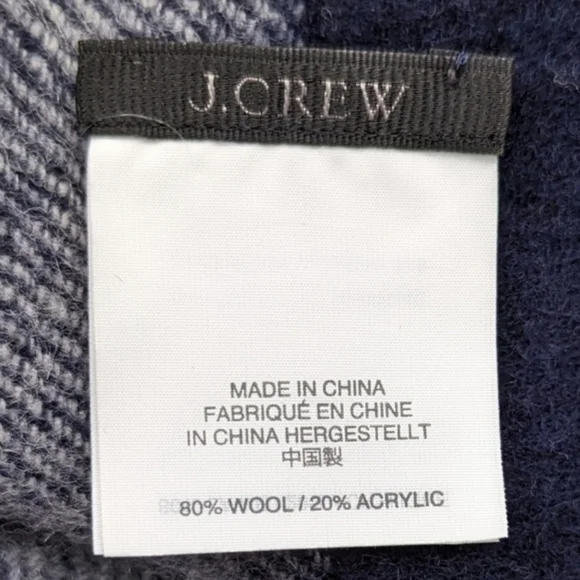 J.CREW
MADE IN CHINA
FABRIQUÉ EN CHINE
IN CHINA HERGESTELLT
中国製
80% WOOL / 20% ACRYLIC